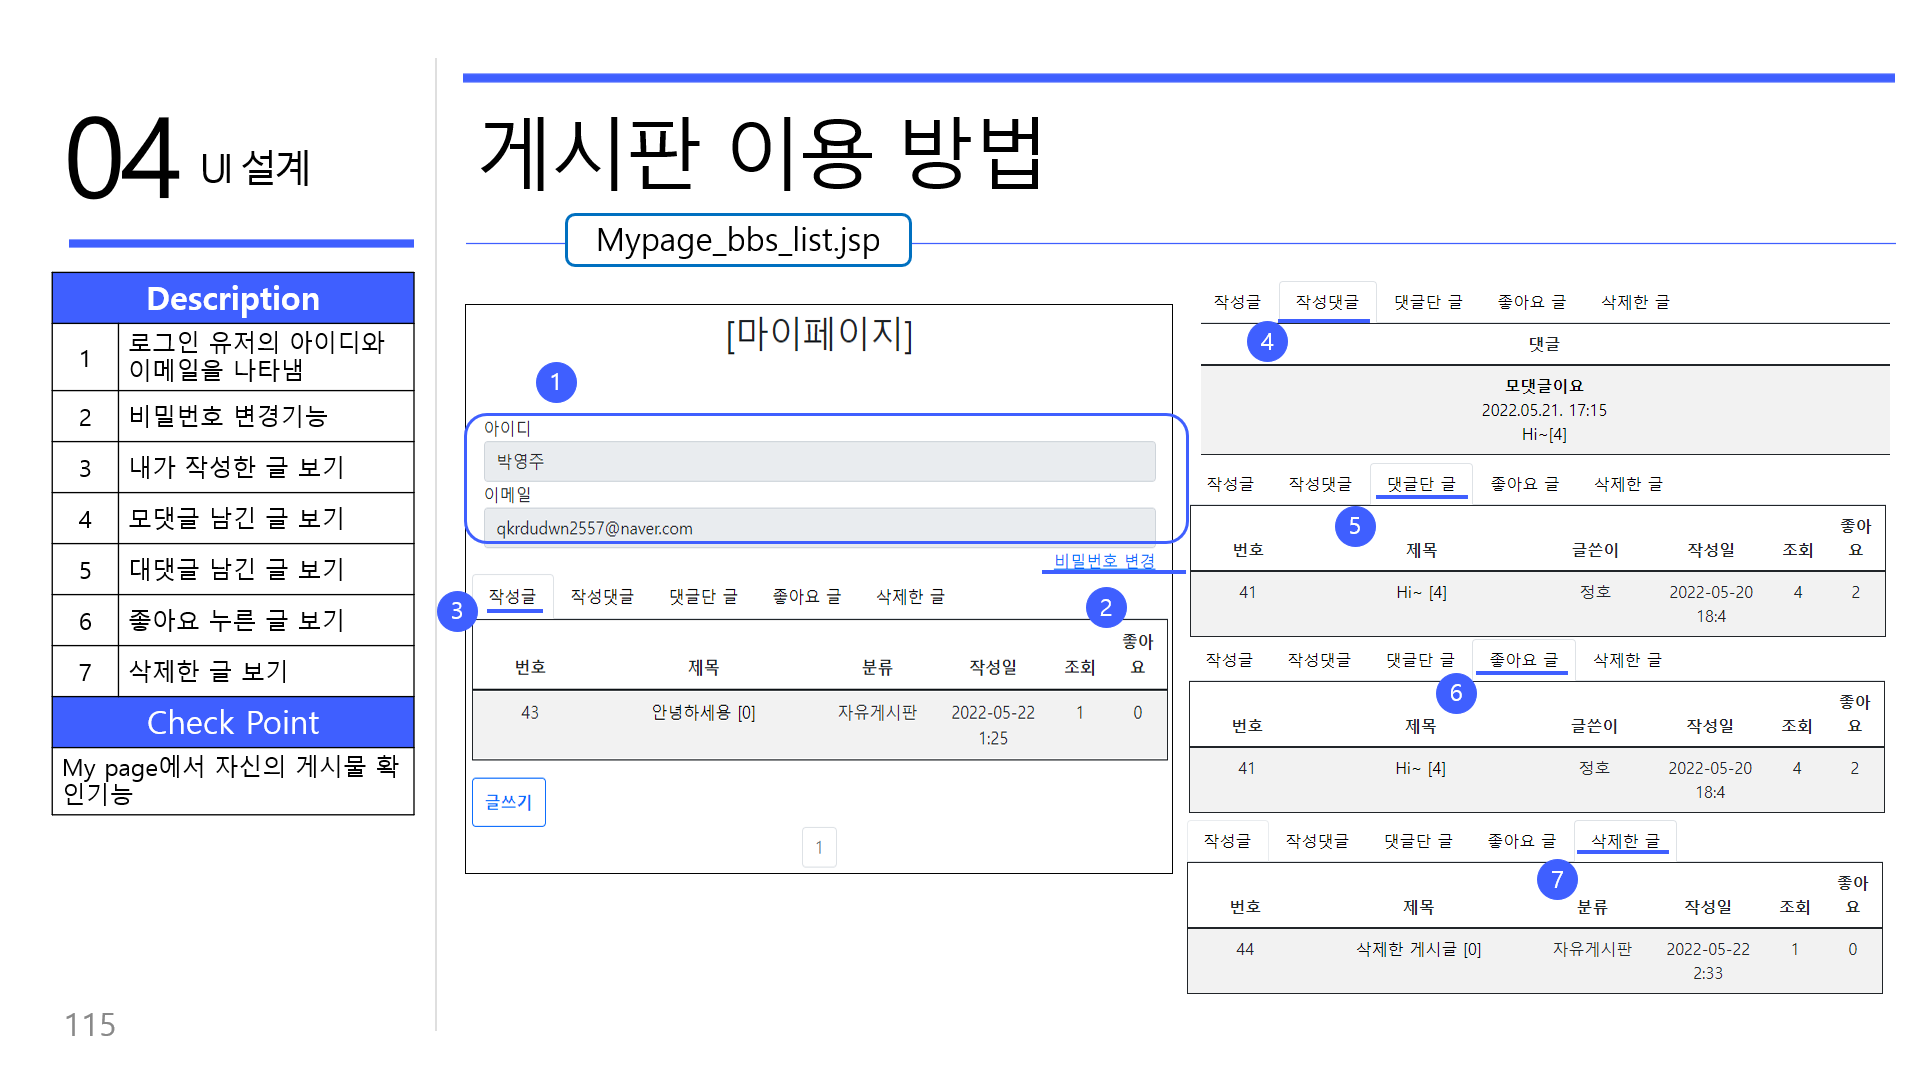 04 UI 설계
Description
1 로그인 유저의 아이디와
이메일을 나타냄
2 비밀번호 변경기능
3 내가 작성한 글 보기
4 모댓글 남긴 글 보기
5 대댓글 남긴 글 보기
6 좋아요 누른 글 보기
7 삭제한 글 보기
Check Point
My page에서 자신의 게시물 확
인기능
115
게시판 이용 방법
Mypage_bbs_list.jsp
[마이페이지]
1
아이디
박영주
이메일
qkrdudwn2557@naver.com
비밀번호 변경
2
3
작성글 작성댓글 댓글단 글 좋아요 글 삭제한 글
번호 제목 분류 작성일 조회 좋아
요
43 안녕하세용 [0] 자유게시판 2022-05-22 1 0
1:25
글쓰기
1
작성글 작성댓글 댓글단 글 좋아요 글 삭제한 글
4
댓글
모댓글이요
2022.05.21. 17:15
Hi~[4]
작성글 작성댓글 댓글단 글 좋아요 글 삭제한 글
5
번호 제목 글쓴이 작성일 조회 좋아
요
41 Hi~ [4] 정호 2022-05-20 4 2
18:4
작성글 작성댓글 댓글단 글 좋아요 글 삭제한 글
6
번호 제목 글쓴이 작성일 조회 좋아
요
41 Hi~ [4] 정호 2022-05-20 4 2
18:4
작성글 작성댓글 댓글단 글 좋아요 글 삭제한 글
7
번호 제목 분류 작성일 조회 좋아
요
44 삭제한 게시글 [0] 자유게시판 2022-05-22 1 0
2:33